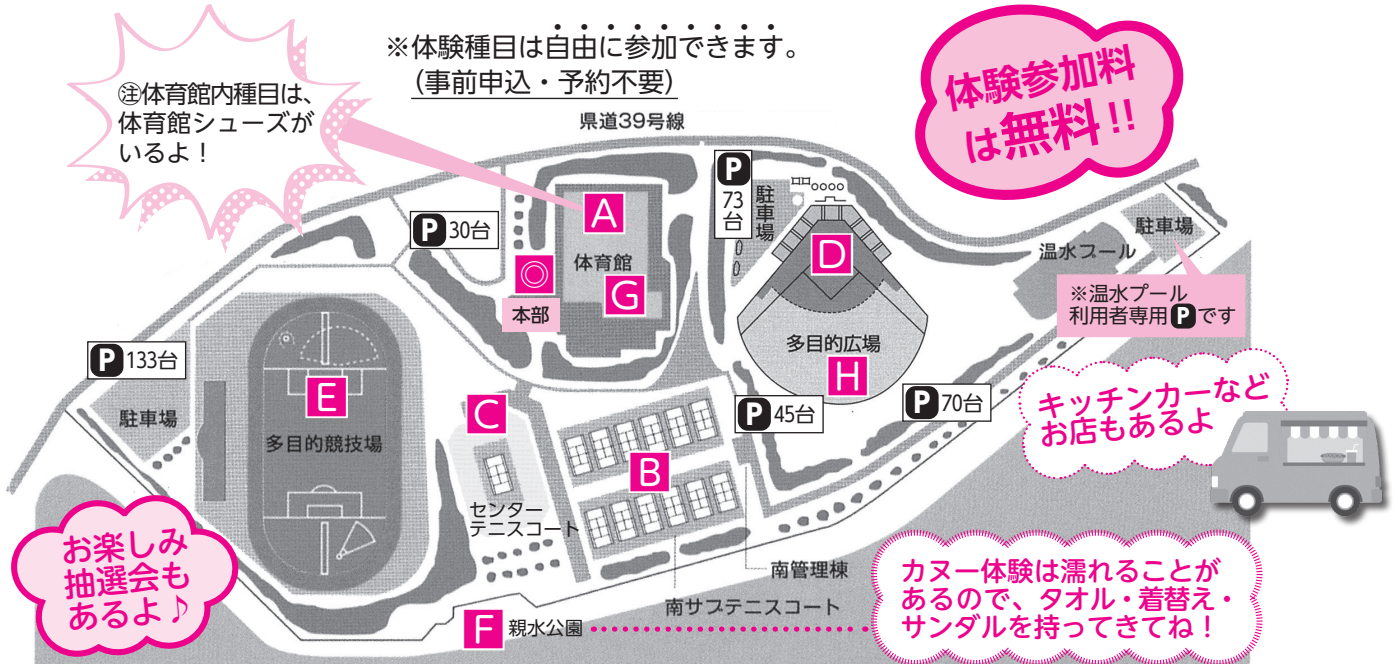 ※体験種目は自由に参加できます。
(事前申込・予約不要)
体験参加料
は無料!!
㊟体育館内種目は、
体育館シューズが
いるよ!
県道39号線
P 30台
A
体育館
G
◎
本部
P
73
台
駐車場
D
多目的広場
H
温水プール
駐車場
※温水プール
利用者専用Pです
P 133台
駐車場
E
多目的競技場
C
センター
テニスコート
B
P 45台
P 70台
キッチンカーなど
お店もあるよ
お楽しみ
抽選会も
あるよ♪
南管理棟
南サブテニスコート
F 親水公園
カヌー体験は濡れることが
あるので、タオル・着替え・
サンダルを持ってきてね!